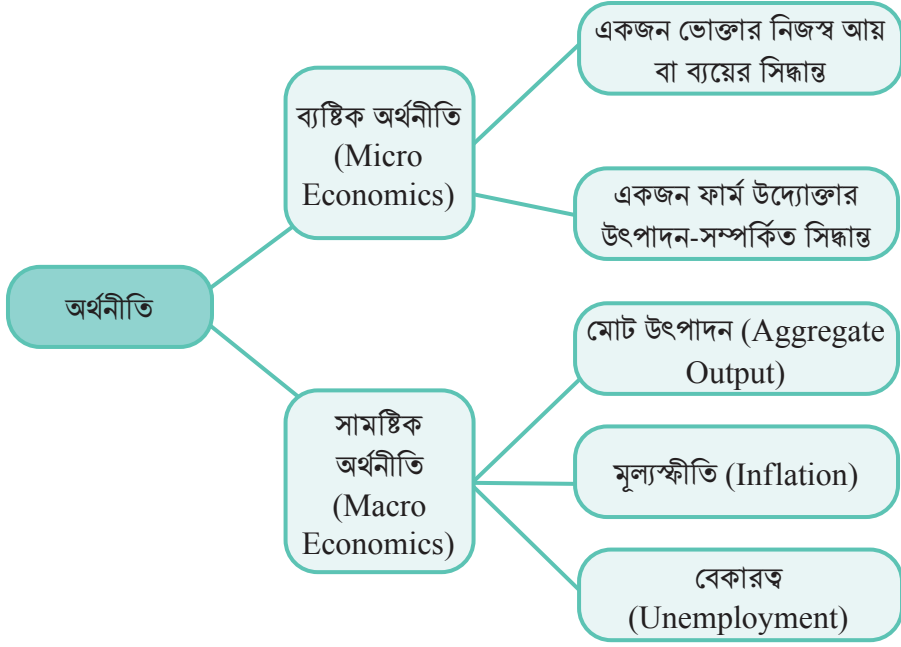 একজন ভোক্তার নিজস্ব আয়
বা ব্যয়ের সিদ্ধান্ত
ব্যষ্টিক অর্থনীতি
(Micro
Economics)
একজন ফার্ম উদ্যোক্তার
উৎপাদন-সম্পর্কিত সিদ্ধান্ত
অর্থনীতি
মোট উৎপাদন (Aggregate
Output)
সামষ্টিক
অর্থনীতি
(Macro
Economics)
মূল্যস্ফীতি (Inflation)
বেকারত্ব
(Unemployment)